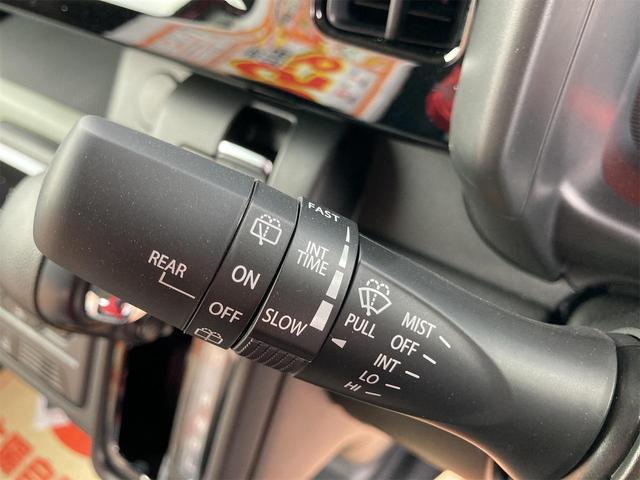 REAR
ON
OFF
FAST
INT
TIME
SLOW
PULL
MIST
OFF
INT
LO
HI